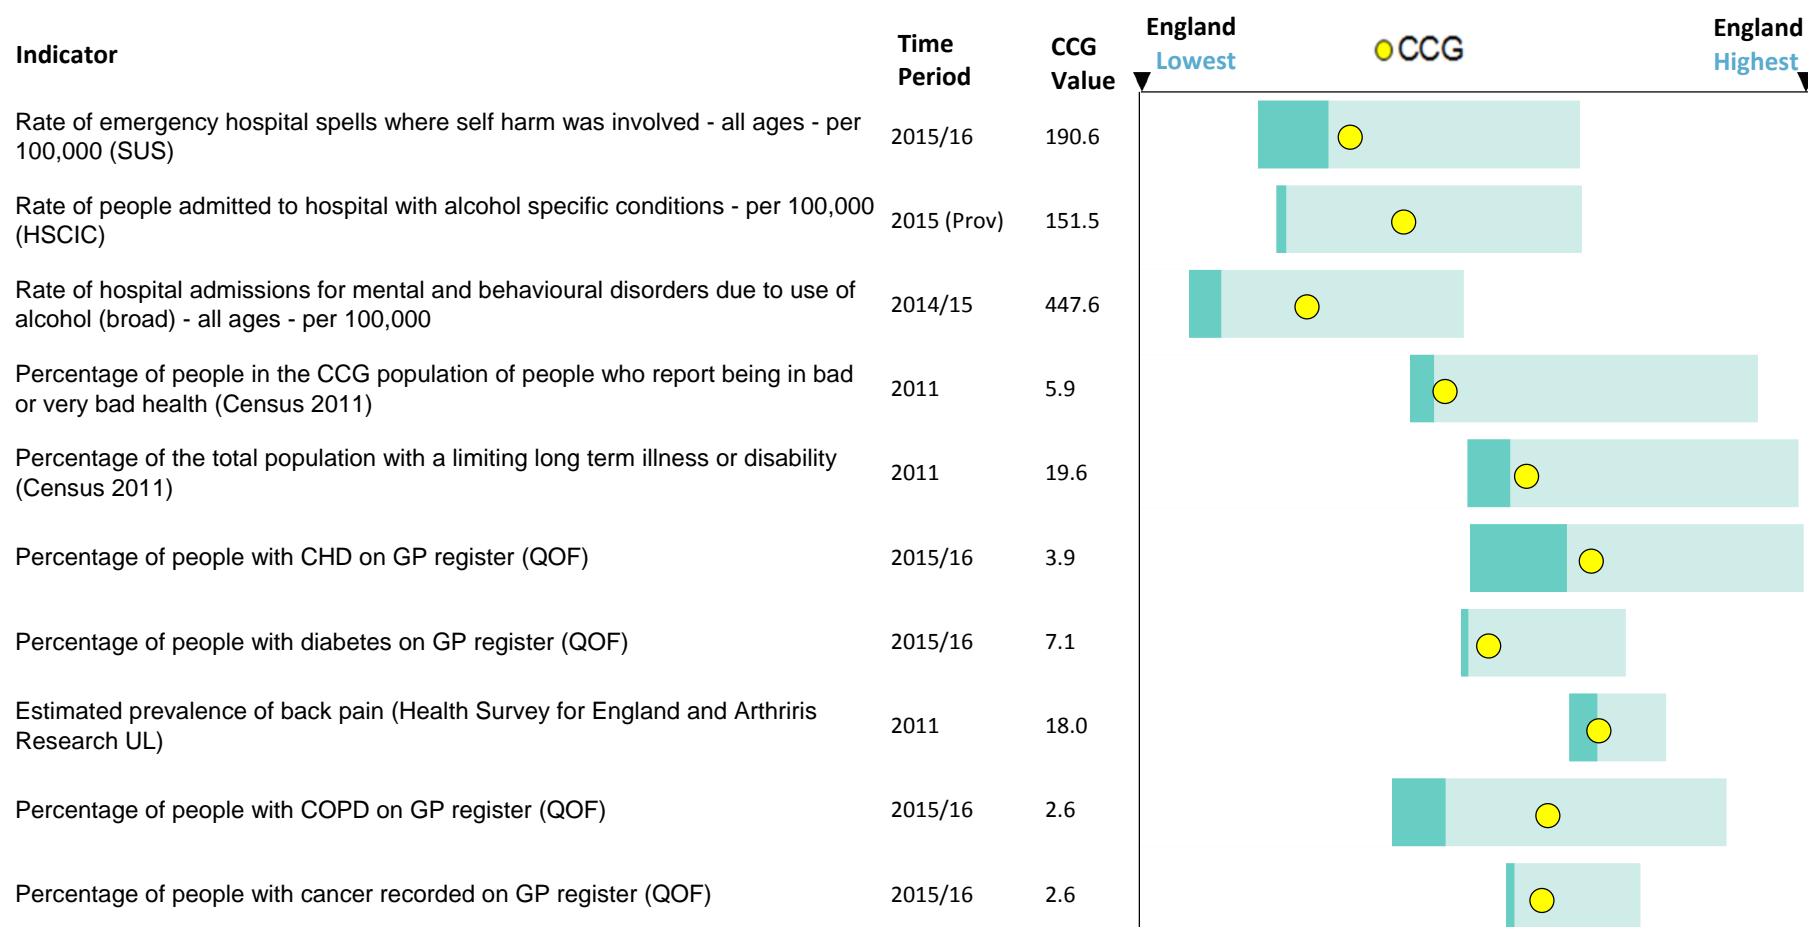 Indicator
Time
Period
CCG
Value
England
Lowest
CCG
England
Highest
Rate of emergency hospital spells where self harm was involved - all ages - per
100,000 (SUS)
2015/16
190.6
Rate of people admitted to hospital with alcohol specific conditions - per 100,000
(HSCIC)
2015 (Prov)
151.5
Rate of hospital admissions for mental and behavioural disorders due to use of
alcohol (broad) - all ages - per 100,000
2014/15
447.6
Percentage of people in the CCG population of people who report being in bad
or very bad health (Census 2011)
2011
5.9
Percentage of the total population with a limiting long term illness or disability
(Census 2011)
2011
19.6
Percentage of people with CHD on GP register (QOF)
2015/16
3.9
Percentage of people with diabetes on GP register (QOF)
2015/16
7.1
Estimated prevalence of back pain (Health Survey for England and Arthriris
Research UL)
2011
18.0
Percentage of people with COPD on GP register (QOF)
2015/16
2.6
Percentage of people with cancer recorded on GP register (QOF)
2015/16
2.6